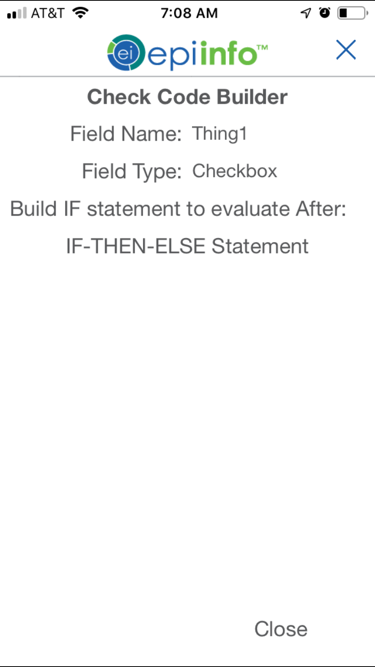 AT&T 7:08 AM
ei epiinfo™
Check Code Builder
Field Name: Thing1
Field Type: Checkbox
Build IF statement to evaluate After:
IF-THEN-ELSE Statement
Close